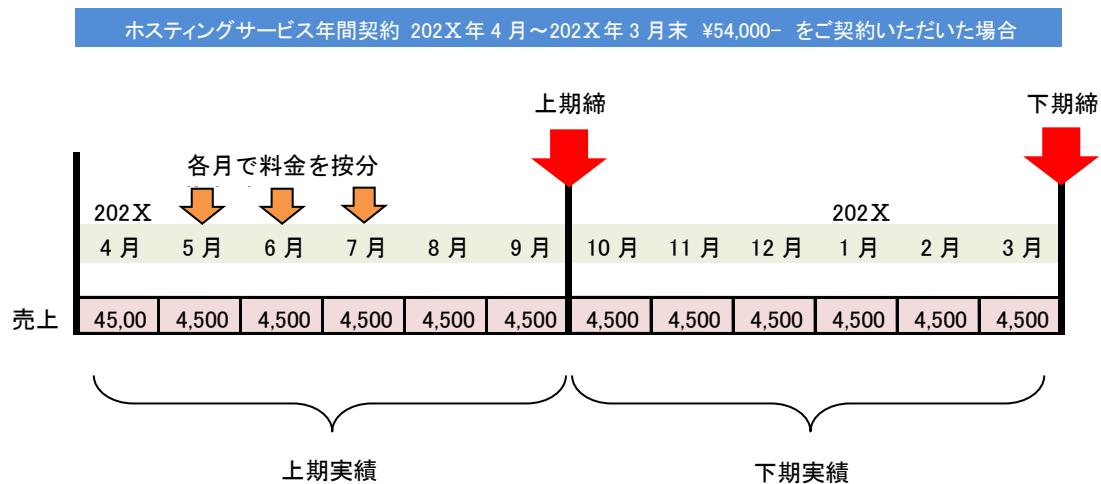 ホスティングサービス年間契約 202X年4月～202X年3月末 ¥54,000- をご契約いただいた場合
上期締 下期締
各月で料金を按分
202X 202X
4月 5月 6月 7月 8月 9月 10月 11月 12月 1月 2月 3月
売上 45,00 4,500 4,500 4,500 4,500 4,500 4,500 4,500 4,500 4,500 4,500 4,500
上期実績 下期実績